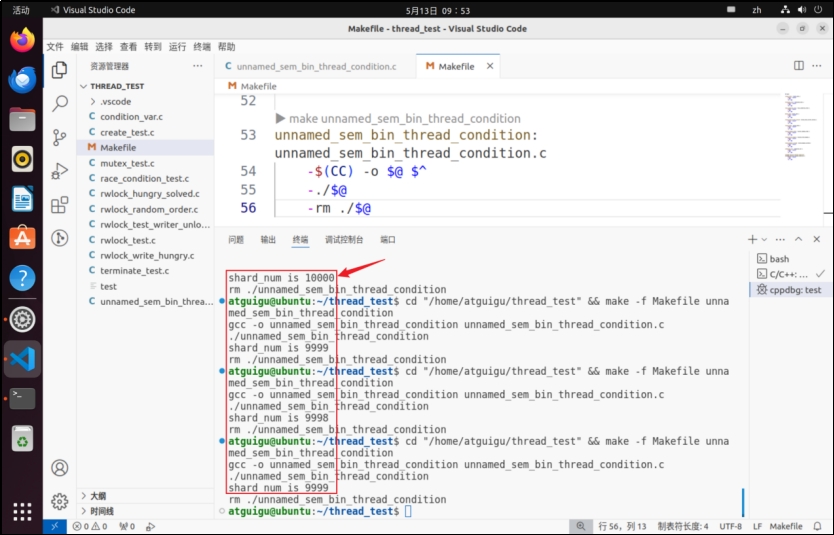 活动
Visual Studio Code
5月13日 09：53
zh
Makefile - thread_test - Visual Studio Code
文件 编辑 选择 查看 转到 运行 终端 帮助
资源管理器
THREAD_TEST
.vscode
condition_var.c
create_test.c
Makefile
mutex_test.c
race_condition_test.c
rwlock_hungry_solved.c
rwlock_random_order.c
rwlock_test_writer_unlo...
rwlock_test.c
rwlock_write_hungry.c
terminate_test.c
test
unnamed_sem_bin_threa...
大纲
时间线
unnamed_sem_bin_thread_condition.c
Makefile
Makefile
52
make unnamed_sem_bin_thread_condition
53 unnamed_sem_bin_thread_condition:
unnamed_sem_bin_thread_condition.c
54 -$(CC) -o $@ $^
55 -./$@
56 -rm ./$@
问题 输出 终端 调试控制台 端口
shard_num is 10000
rm ./unnamed_sem_bin_thread_condition
atguigu@ubuntu:~/thread_test$ cd "/home/atguigu/thread_test" && make -f Makefile unna
med_sem_bin_thread_condition
gcc -o unnamed_sem_bin_thread_condition unnamed_sem_bin_thread_condition.c
./unnamed_sem_bin_thread_condition
shard_num is 9999
rm ./unnamed_sem_bin_thread_condition
atguigu@ubuntu:~/thread_test$ cd "/home/atguigu/thread_test" && make -f Makefile unna
med_sem_bin_thread_condition
gcc -o unnamed_sem_bin_thread_condition unnamed_sem_bin_thread_condition.c
./unnamed_sem_bin_thread_condition
shard_num is 9998
rm ./unnamed_sem_bin_thread_condition
atguigu@ubuntu:~/thread_test$ cd "/home/atguigu/thread_test" && make -f Makefile unna
med_sem_bin_thread_condition
gcc -o unnamed_sem_bin_thread_condition unnamed_sem_bin_thread_condition.c
./unnamed_sem_bin_thread_condition
shard_num is 9999
rm ./unnamed_sem_bin_thread_condition
atguigu@ubuntu:~/thread_test$
bash
C/C++: ...
cppdbg: test
0 0 0
行 56，列 13 制表符长度: 4 UTF-8 LF Makefile